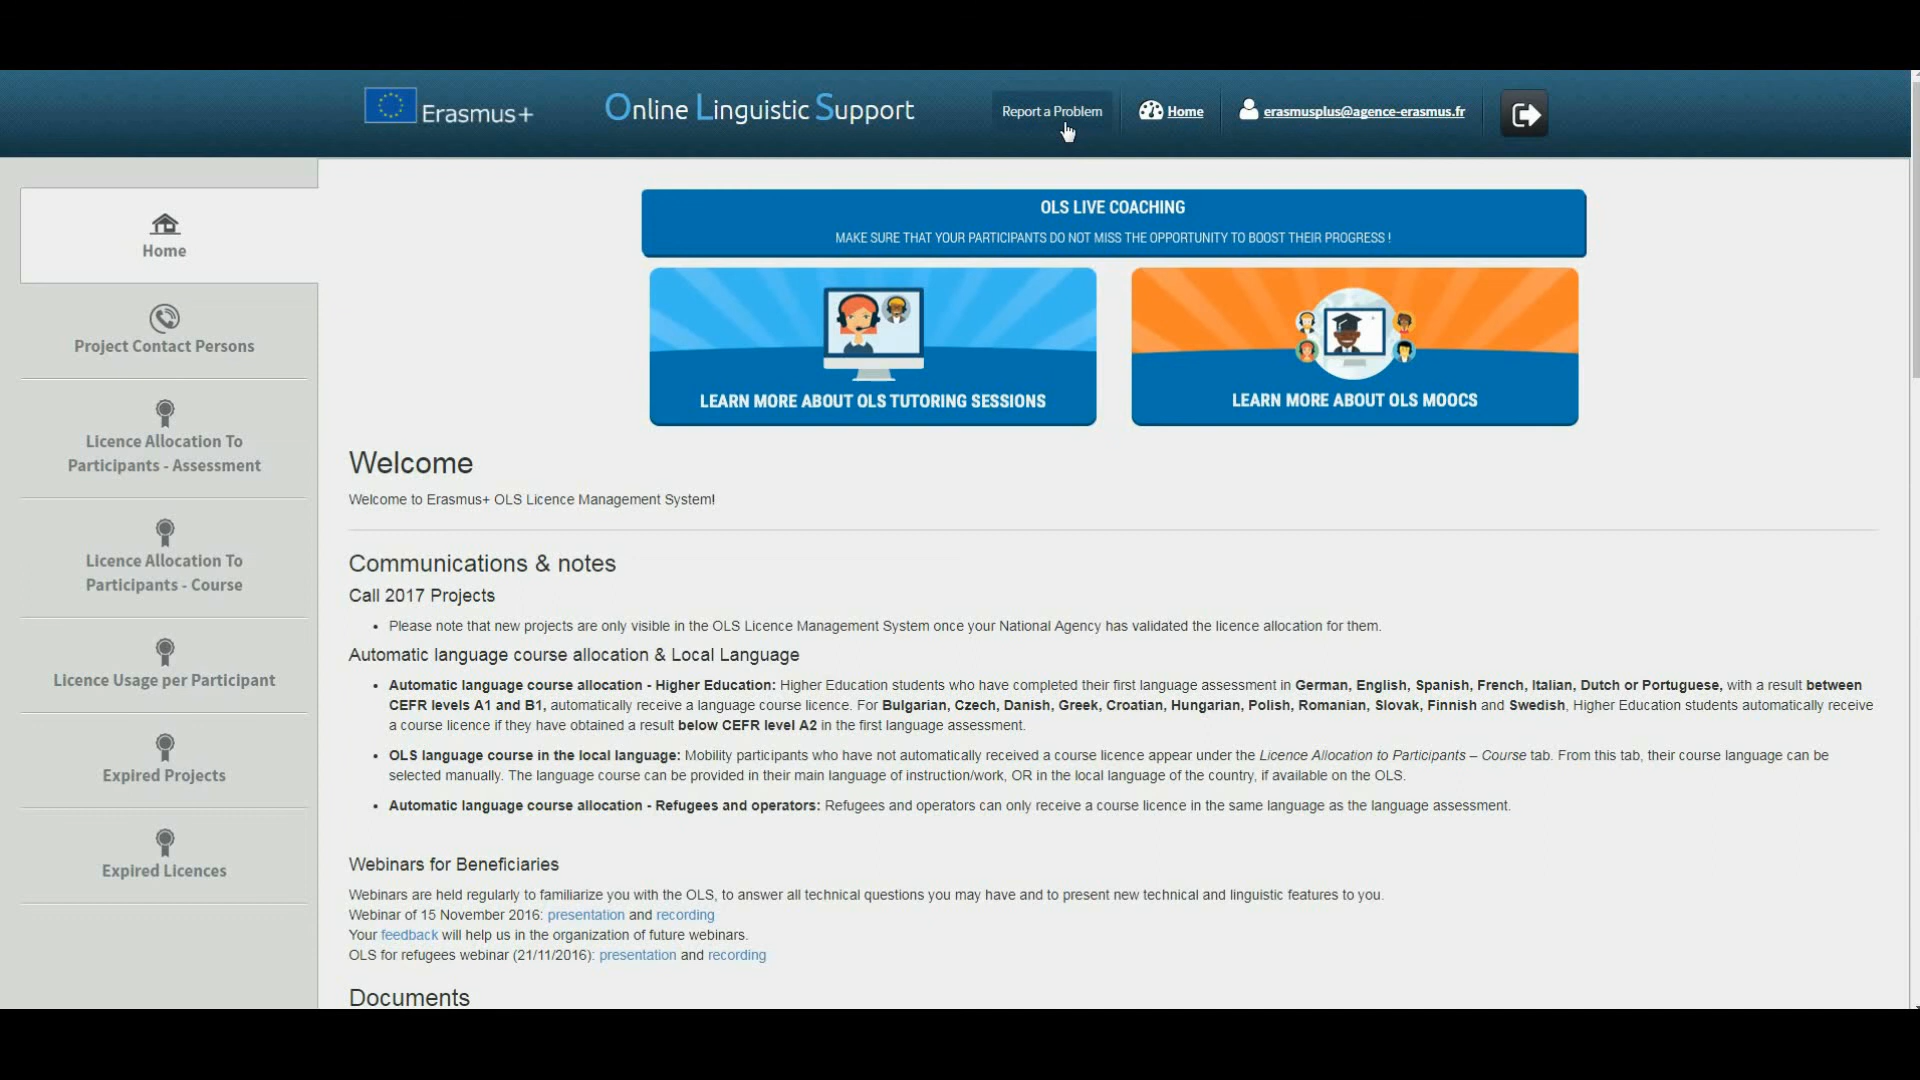 Erasmus+
Online Linguistic Support
Report a Problem
Home
erasmusplus@agence-erasmus.fr
Home
Project Contact Persons
Licence Allocation To
Participants - Assessment
Licence Allocation To
Participants - Course
Licence Usage per Participant
Expired Projects
Expired Licences
OLS LIVE COACHING
MAKE SURE THAT YOUR PARTICIPANTS DO NOT MISS THE OPPORTUNITY TO BOOST THEIR PROGRESS !
LEARN MORE ABOUT OLS TUTORING SESSIONS
LEARN MORE ABOUT OLS MOOCS
Welcome
Welcome to Erasmus+ OLS Licence Management System!
Communications & notes
Call 2017 Projects
• Please note that new projects are only visible in the OLS Licence Management System once your National Agency has validated the licence allocation for them.
Automatic language course allocation & Local Language
• Automatic language course allocation - Higher Education: Higher Education students who have completed their first language assessment in German, English, Spanish, French, Italian, Dutch or Portuguese, with a result between
CEFR levels A1 and B1, automatically receive a language course licence. For Bulgarian, Czech, Danish, Greek, Croatian, Hungarian, Polish, Romanian, Slovak, Finnish and Swedish, Higher Education students automatically receive
a course licence if they have obtained a result below CEFR level A2 in the first language assessment.
• OLS language course in the local language: Mobility participants who have not automatically received a course licence appear under the Licence Allocation to Participants – Course tab. From this tab, their course language can be
selected manually. The language course can be provided in their main language of instruction/work, OR in the local language of the country, if available on the OLS.
• Automatic language course allocation - Refugees and operators: Refugees and operators can only receive a course licence in the same language as the language assessment.
Webinars for Beneficiaries
Webinars are held regularly to familiarize you with the OLS, to answer all technical questions you may have and to present new technical and linguistic features to you.
Webinar of 15 November 2016: presentation and recording
Your feedback will help us in the organization of future webinars.
OLS for refugees webinar (21/11/2016): presentation and recording
Documents